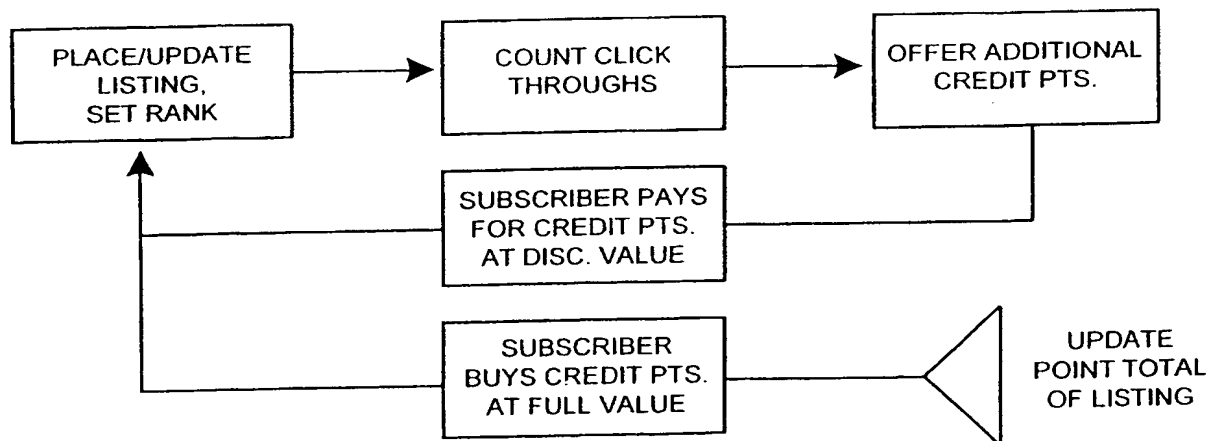 PLACE/UPDATE
LISTING,
SET RANK
COUNT CLICK
THROUGHS
OFFER ADDITIONAL
CREDIT PTS.
SUBSCRIBER PAYS
FOR CREDIT PTS.
AT DISC. VALUE
SUBSCRIBER
BUYS CREDIT PTS.
AT FULL VALUE
UPDATE
POINT TOTAL
OF LISTING